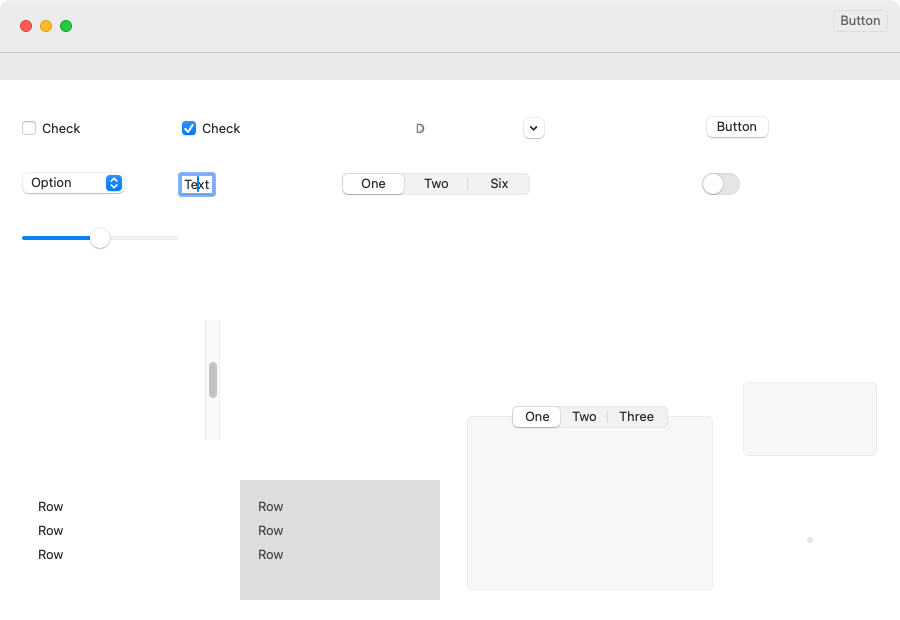 Button
Check
Check
D
Button
Option
Text
One Two Six
One Two Three
Row
Row
Row
Row
Row
Row